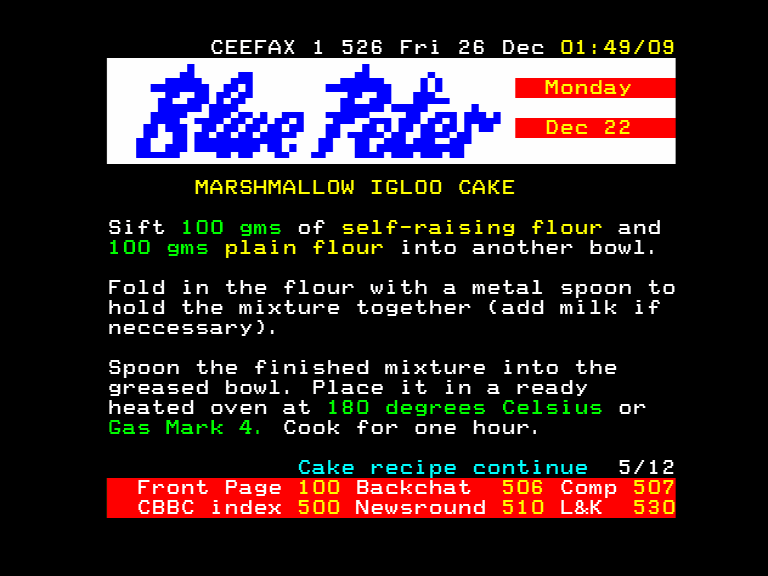 CEEFAX 1 526 Fri 26 Dec 01:49/09
Blue Peter
Monday
Dec 22
MARSHMALLOW IGLOO CAKE
Sift 100 gms of self-raising flour and
100 gms plain flour into another bowl.
Fold in the flour with a metal spoon to
hold the mixture together (add milk if
neccessary).
Spoon the finished mixture into the
greased bowl. Place it in a ready
heated oven at 180 degrees Celsius or
Gas Mark 4. Cook for one hour.
Cake recipe continue 5/12
Front Page 100 Backchat 506 Comp 507
CBBC index 500 Newsround 510 L&K 530